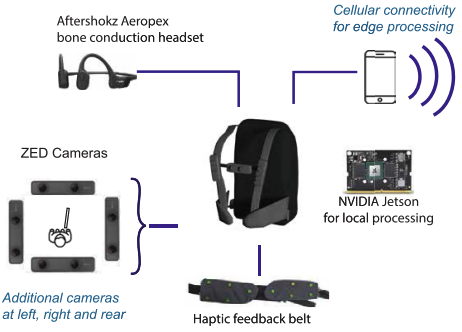 Aftershokz Aeropex
bone conduction headset
Cellular connectivity
for edge processing
ZED Cameras
NVIDIA Jetson
for local processing
Additional cameras
at left, right and rear
Haptic feedback belt